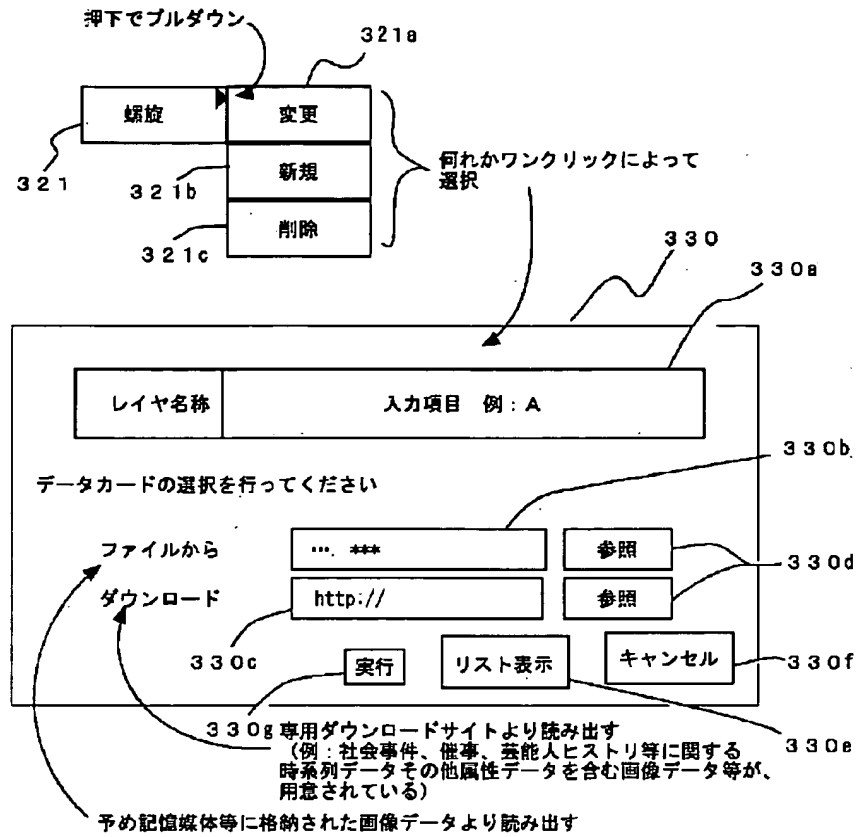 押下でプルダウン
321a
螺旋
変更
321
321b
新規
何れかワンクリックによって
選択
321c
削除
330
330a
レイヤ名称
入力項目 例:A
330b
データカードの選択を行ってください
ファイルから
…. ***
参照
330d
ダウンロード
http://
参照
330c
実行
リスト表示
キャンセル
330f
330g
専用ダウンロードサイトより読み出す
330e
(例:社会事件、催事、芸能人ヒストリ等に関する
時系列データその他属性データを含む画像データ等が、
用意されている)
予め記憶媒体等に格納された画像データより読み出す